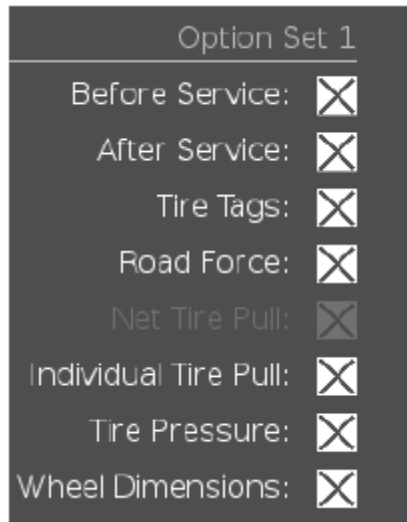 Option Set 1
Before Service:
After Service:
Tire Tags:
Road Force:
Net Tire Pull:
Individual Tire Pull:
Tire Pressure:
Wheel Dimensions: